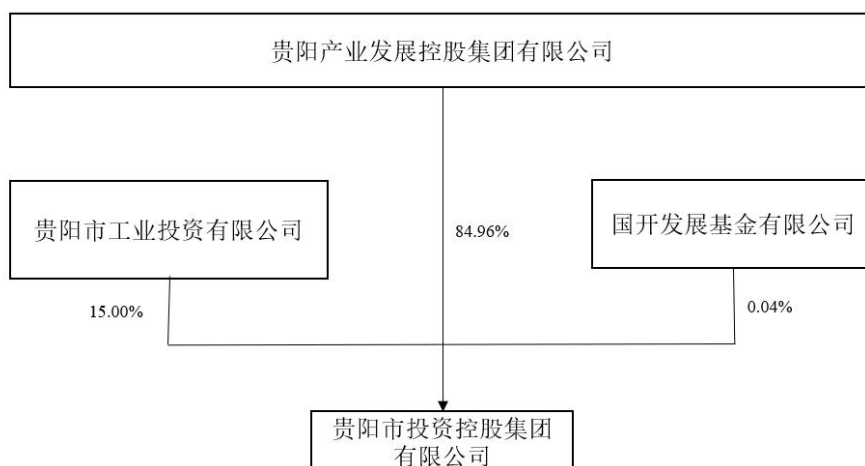 贵阳产业发展控股集团有限公司
贵阳市工业投资有限公司
84.96%
国开发展基金有限公司
15.00%
0.04%
贵阳市投资控股集团
有限公司